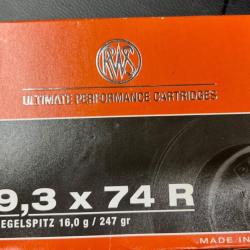 RWS
ULTIMATE PERFORMANCE CARTRIDGES
9,3 x 74 R
EGELSPITZ 16,0 g / 247 gr
MADE IN